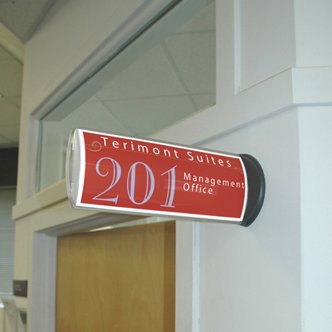 Terimont Suites
201
Management
Office